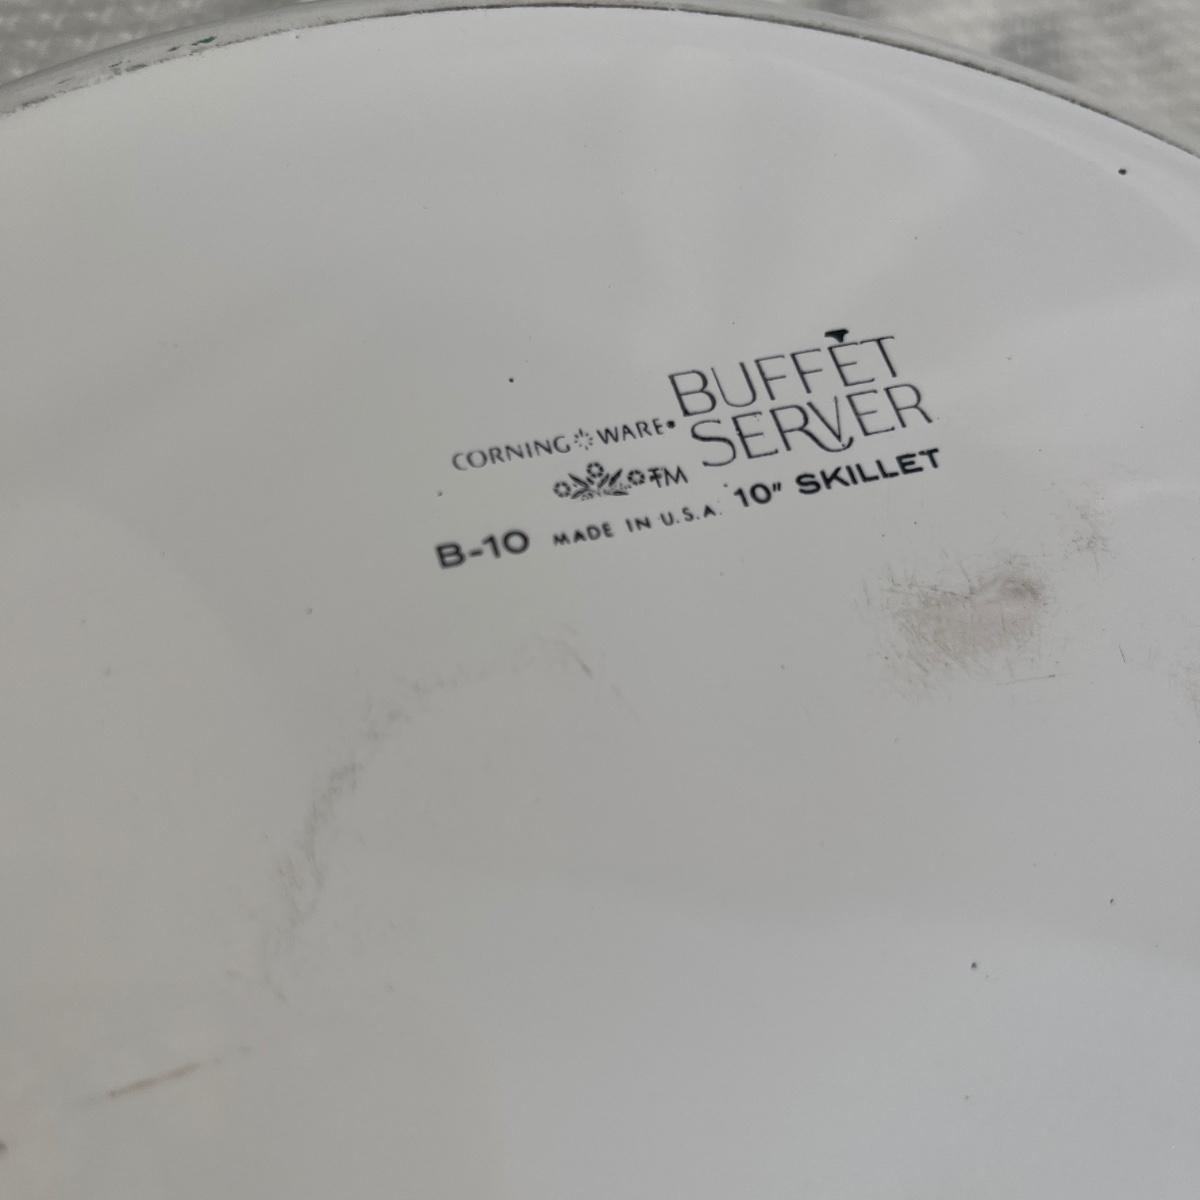 BUFFET
SERVER
CORNING WARE®
TM
B-10 MADE IN U.S.A. 10" SKILLET